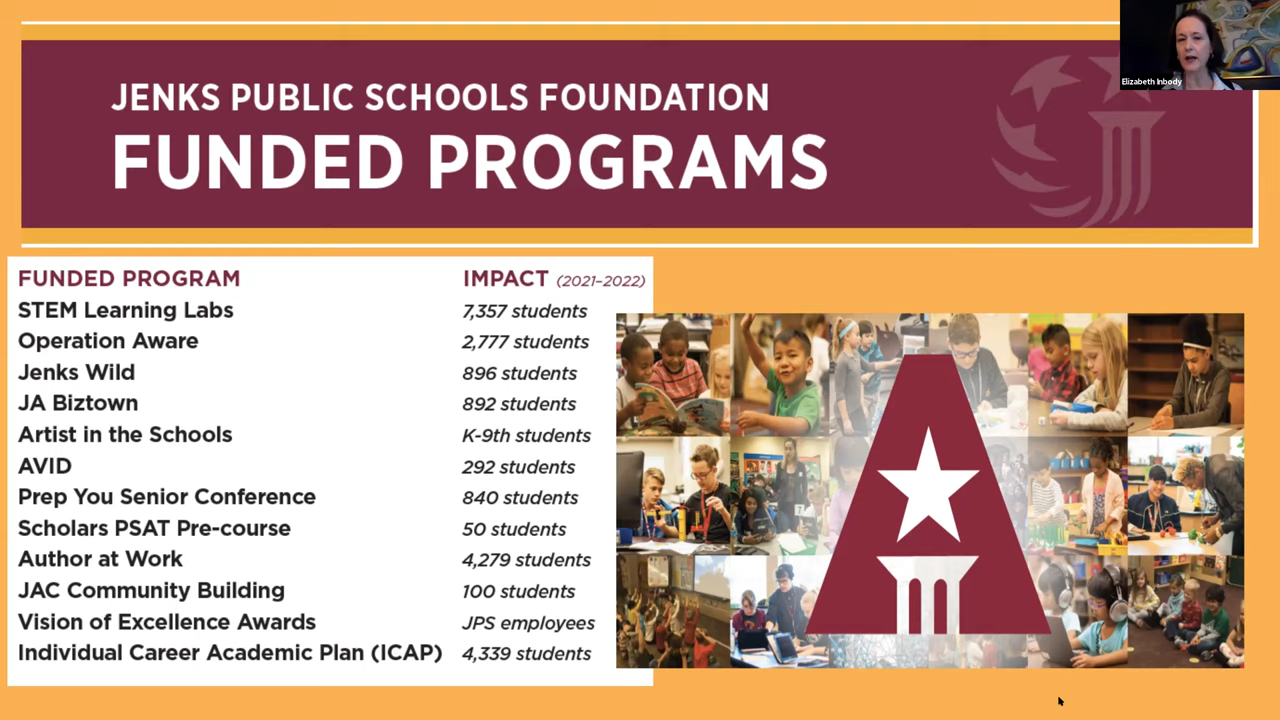 JENKS PUBLIC SCHOOLS FOUNDATION
FUNDED PROGRAMS
Elizabeth Inbody
FUNDED PROGRAM IMPACT (2021–2022)
STEM Learning Labs 7,357 students
Operation Aware 2,777 students
Jenks Wild 896 students
JA Biztown 892 students
Artist in the Schools K-9th students
AVID 292 students
Prep You Senior Conference 840 students
Scholars PSAT Pre-course 50 students
Author at Work 4,279 students
JAC Community Building 100 students
Vision of Excellence Awards JPS employees
Individual Career Academic Plan (ICAP) 4,339 students